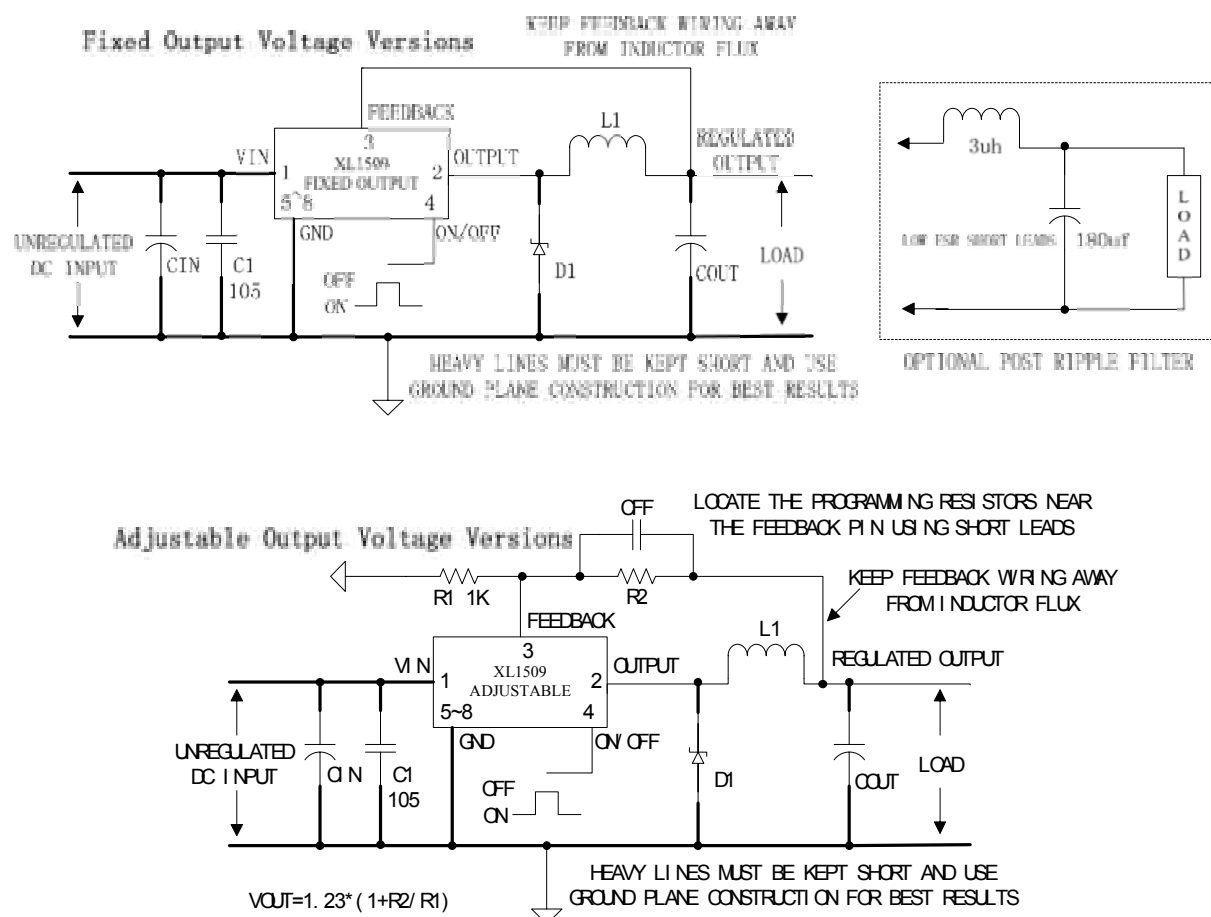 Fixed Output Voltage Versions
KEEP FEEDBACK WIRING AWAY
FROM INDUCTOR FLUX
FEEDBACK
3
VIN
1
XL1509
FIXED OUTPUT
2
OUTPUT
5~8
4
GND
ON/OFF
L1
REGULATED
OUTPUT
UNREGULATED
DC INPUT
CIN
C1
105
OFF
ON
D1
COUT
LOAD
HEAVY LINES MUST BE KEPT SHORT AND USE
GROUND PLANE CONSTRUCTION FOR BEST RESULTS
3uh
LOW ESR SHORT LEADS
180uf
LOAD
OPTIONAL POST RIPPLE FILTER
Adjustable Output Voltage Versions
OFF
LOCATE THE PROGRAMMING RESISTORS NEAR
THE FEEDBACK PIN USING SHORT LEADS
R1 1K
R2
KEEP FEEDBACK WIRING AWAY
FROM INDUCTOR FLUX
FEEDBACK
3
VIN
1
XL1509
ADJUSTABLE
2
OUTPUT
5~8
4
GND
ON/OFF
L1
REGULATED OUTPUT
UNREGULATED
DC INPUT
CIN
C1
105
OFF
ON
D1
COUT
LOAD
HEAVY LINES MUST BE KEPT SHORT AND USE
GROUND PLANE CONSTRUCTION FOR BEST RESULTS
VOUT=1.23*(1+R2/R1)